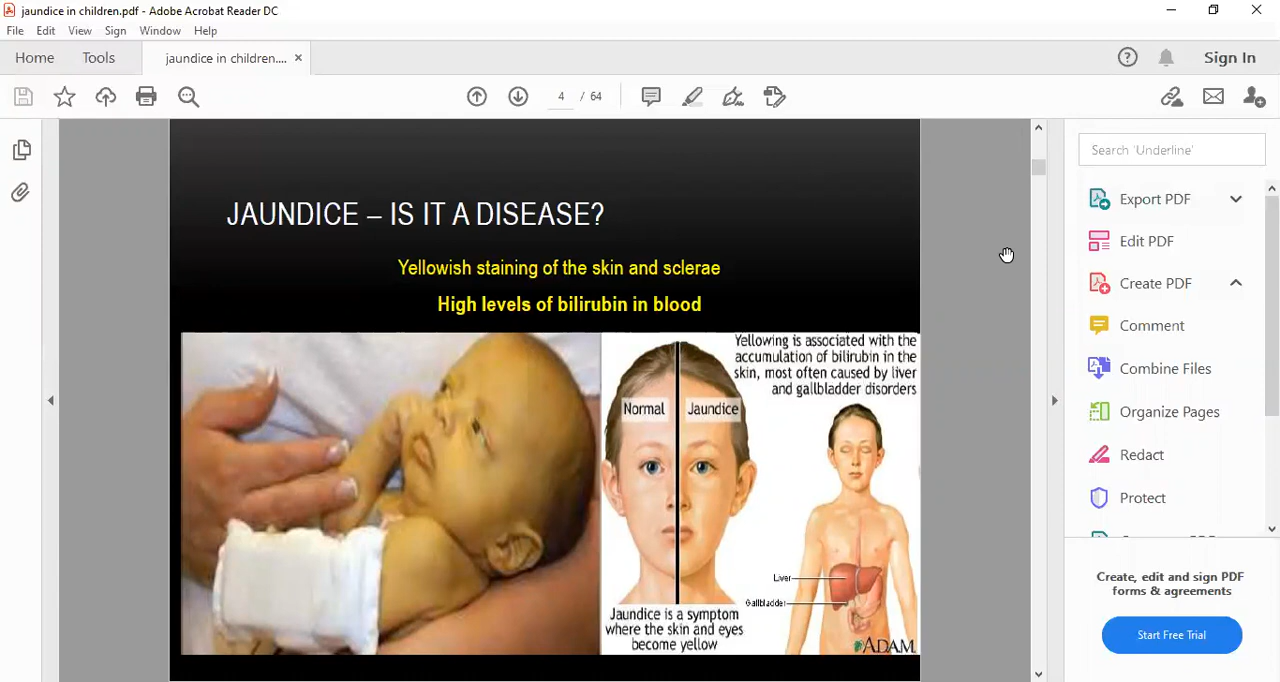 jaundice in children.pdf - Adobe Acrobat Reader DC
File Edit View Sign Window Help
Home Tools jaundice in children.... ×
Sign In
4 / 64
Search 'Underline'
JAUNDICE – IS IT A DISEASE?
Yellowish staining of the skin and sclerae
High levels of bilirubin in blood
Yellowing is associated with the
accumulation of bilirubin in the
skin, most often caused by liver
and gallbladder disorders
Normal
Jaundice
Liver
Gallbladder
Jaundice is a symptom
where the skin and eyes
become yellow
ADAM
Export PDF
Edit PDF
Create PDF
Comment
Combine Files
Organize Pages
Redact
Protect
Create, edit and sign PDF
forms & agreements
Start Free Trial